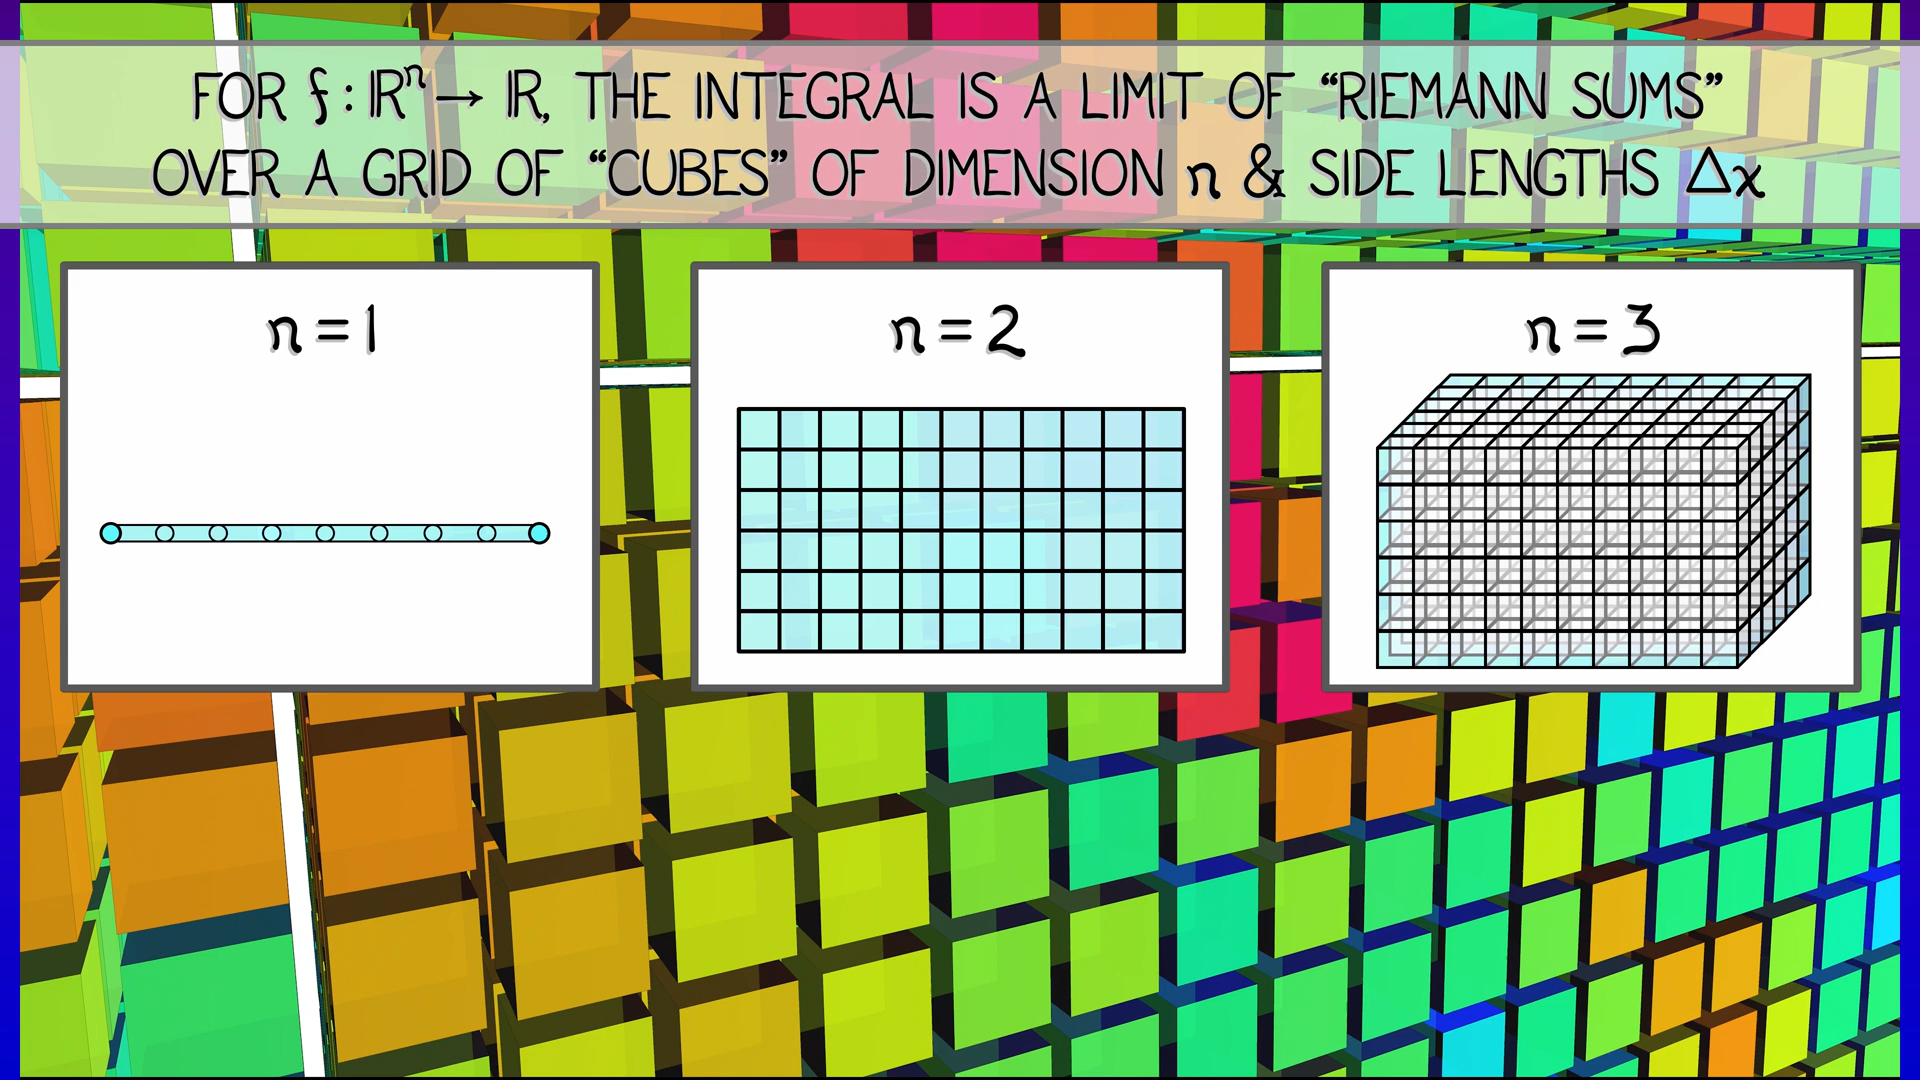 FOR f : ℝⁿ → ℝ, THE INTEGRAL IS A LIMIT OF “RIEMANN SUMS”
OVER A GRID OF “CUBES” OF DIMENSION n & SIDE LENGTHS Δx
n = 1
n = 2
n = 3